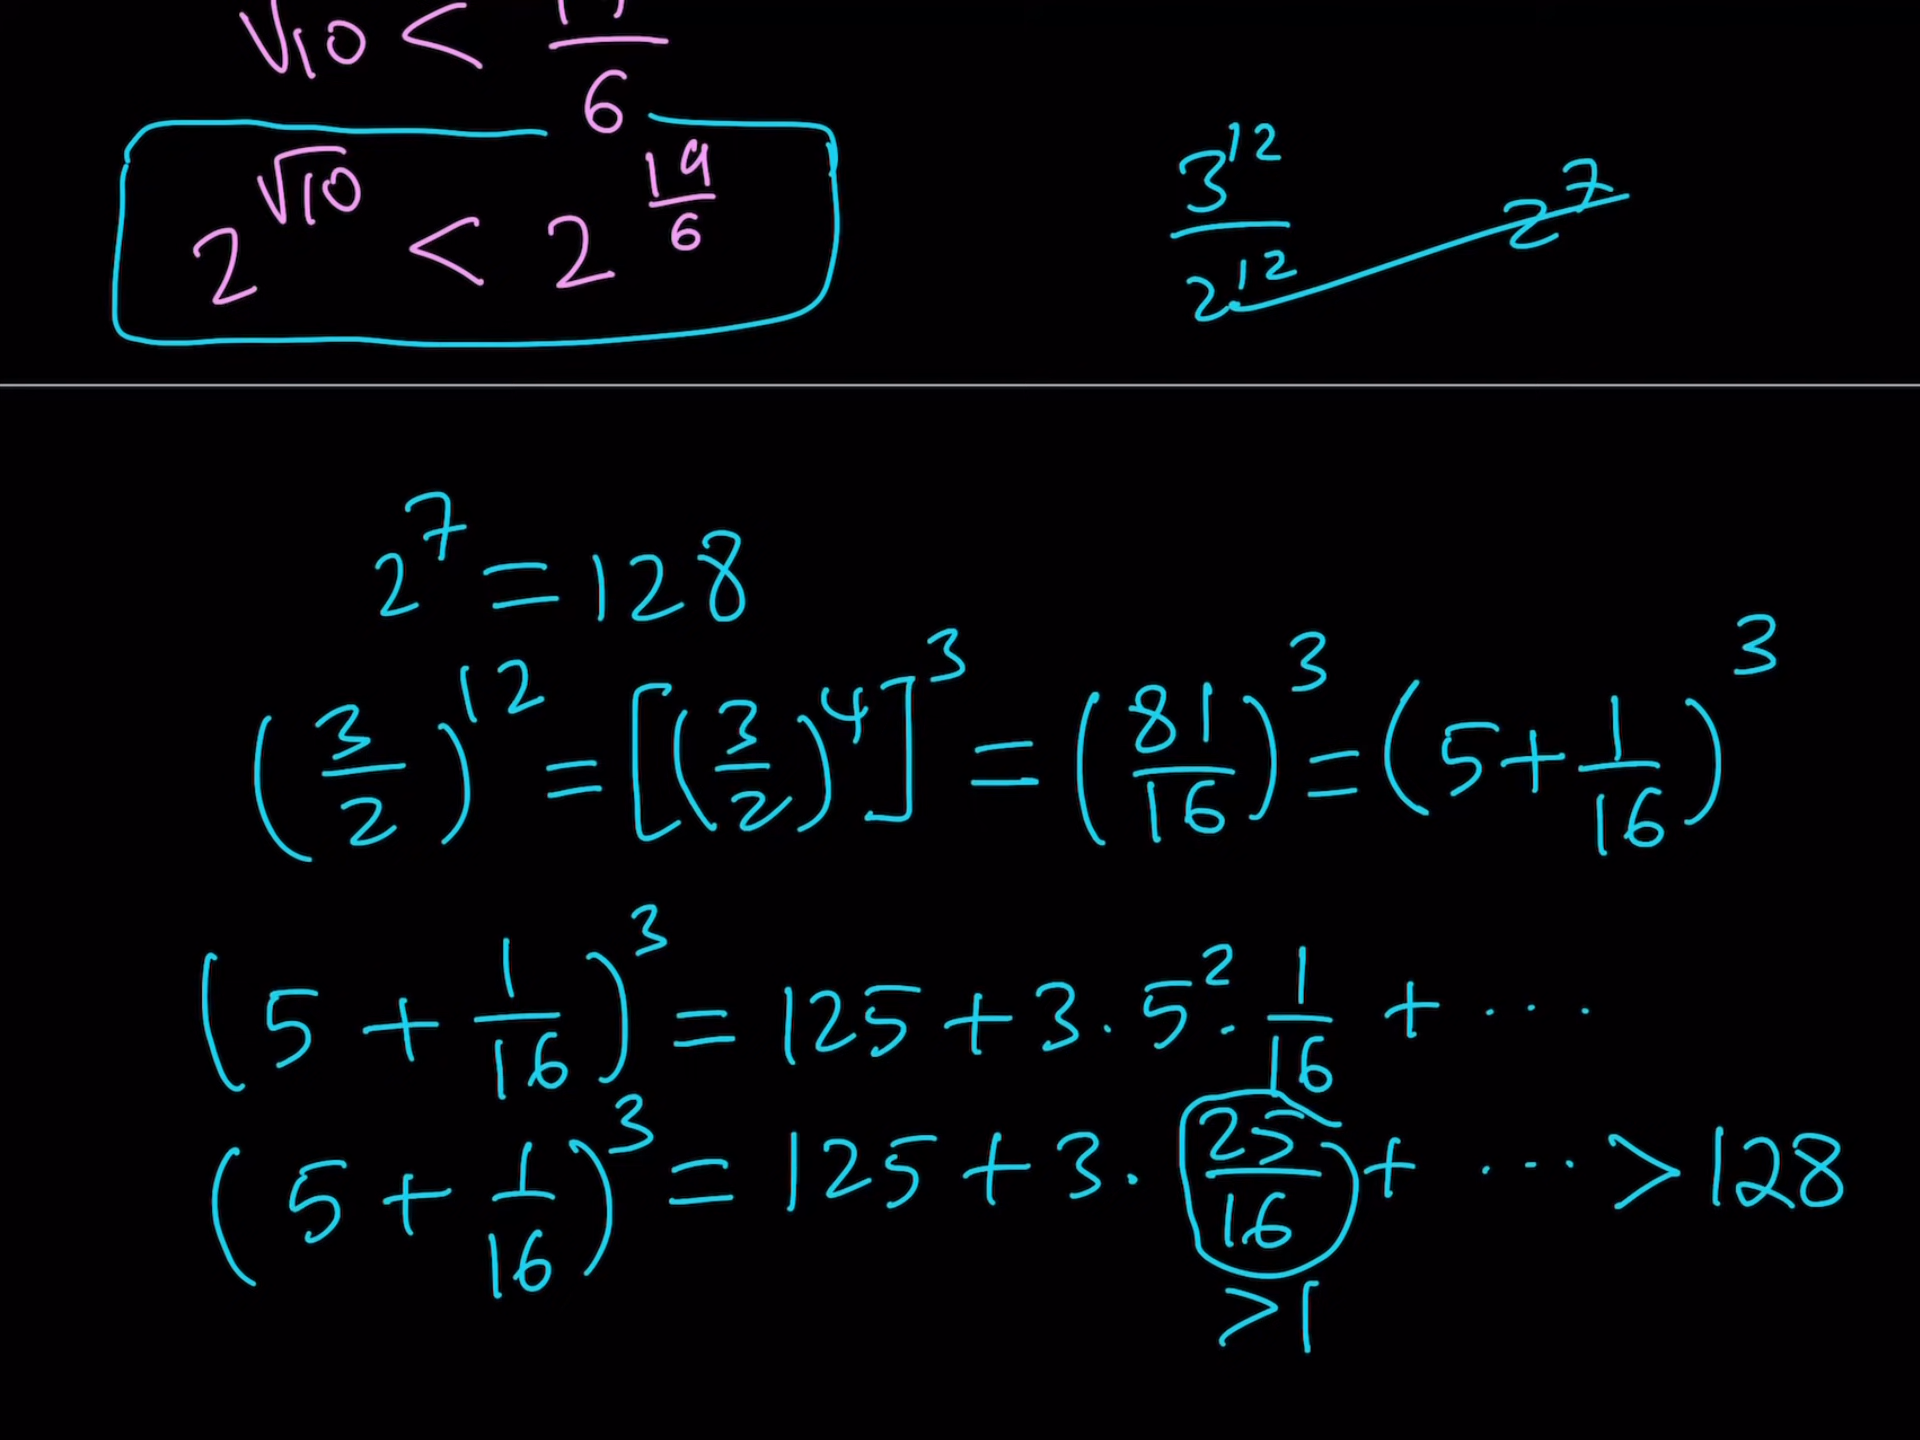 √10 < 19/6
2^√10 < 2^(19/6)
3^12/2^12 2^7
2^7 = 128
(3/2)^12 = [(3/2)^4]^3 = (81/16)^3 = (5 + 1/16)^3
(5 + 1/16)^3 = 125 + 3 · 5^2 · 1/16 + ...
(5 + 1/16)^3 = 125 + 3 · 25/16 + ... > 128
> 1